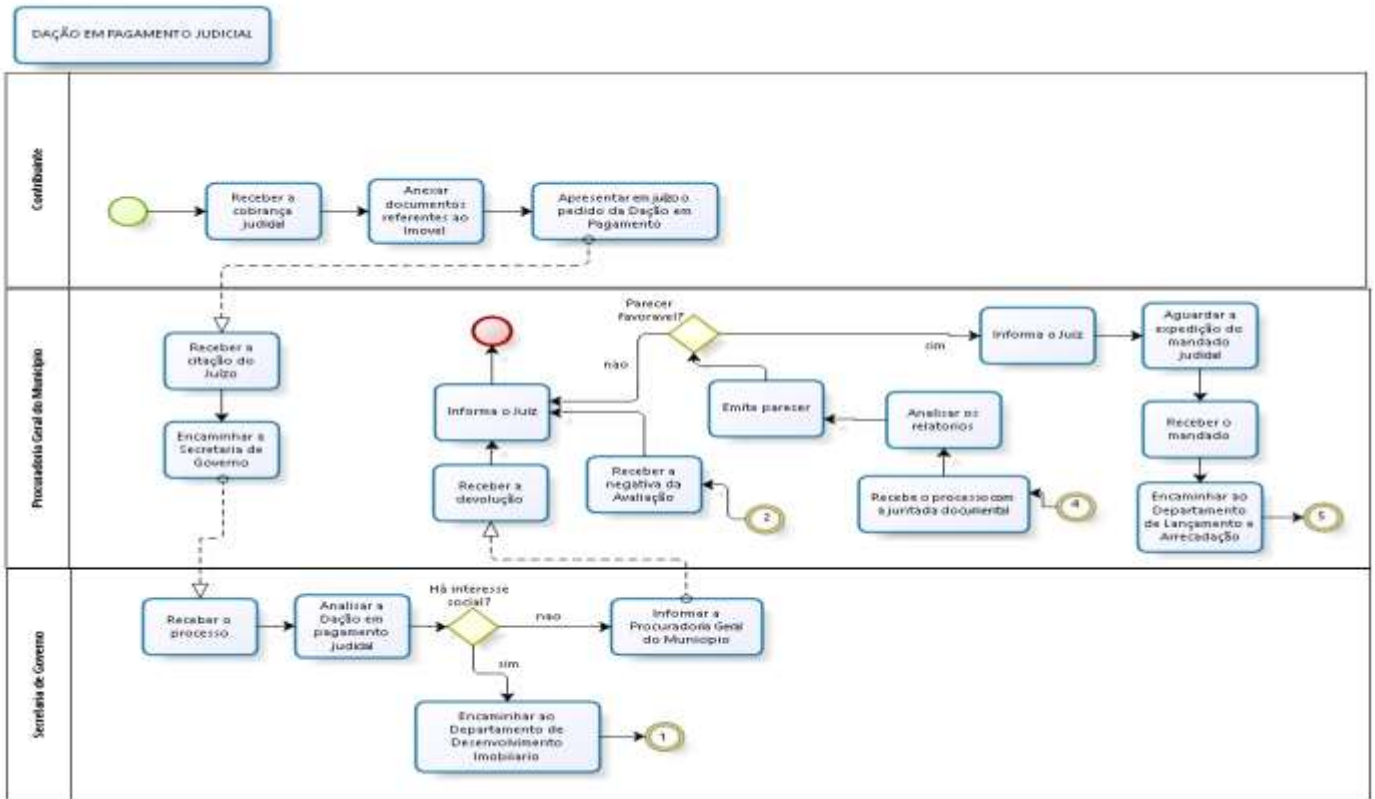 DAÇÃO EM PAGAMENTO JUDICIAL
Contribuinte
Receber a
cobrança
judidal
Anexar
documentos
referentes ao
Imovel
Apresentar em juízo o
pedido da Dação em
Pagamento
Procuradoria Geral do Município
Receber a
citação do
Juízo
Encaminhar a
Secretaria de
Governo
Informa o Juiz
Receber a
devolução
não
Parecer
favoravel?
sim
Receber a
negativa da
Avaliação
2
Emite parecer
Analisar os
relatorios
Recebe o processo com
a juntada documental
4
Informa o Juiz
Aguardar a
expedição do
mandado
judidal
Receber o
mandado
Encaminhar ao
Departamento
de Lançamento e
Arrecadação
5
Secretaria de Governo
Receber o
processo
Analisar a
Dação em
pagamento
judidal
Há interesse
social?
não
sim
Informar a
Procuradoria Geral
do Municipio
Encaminhar ao
Departamento de
Desenvolvimento
Imobiliario
1